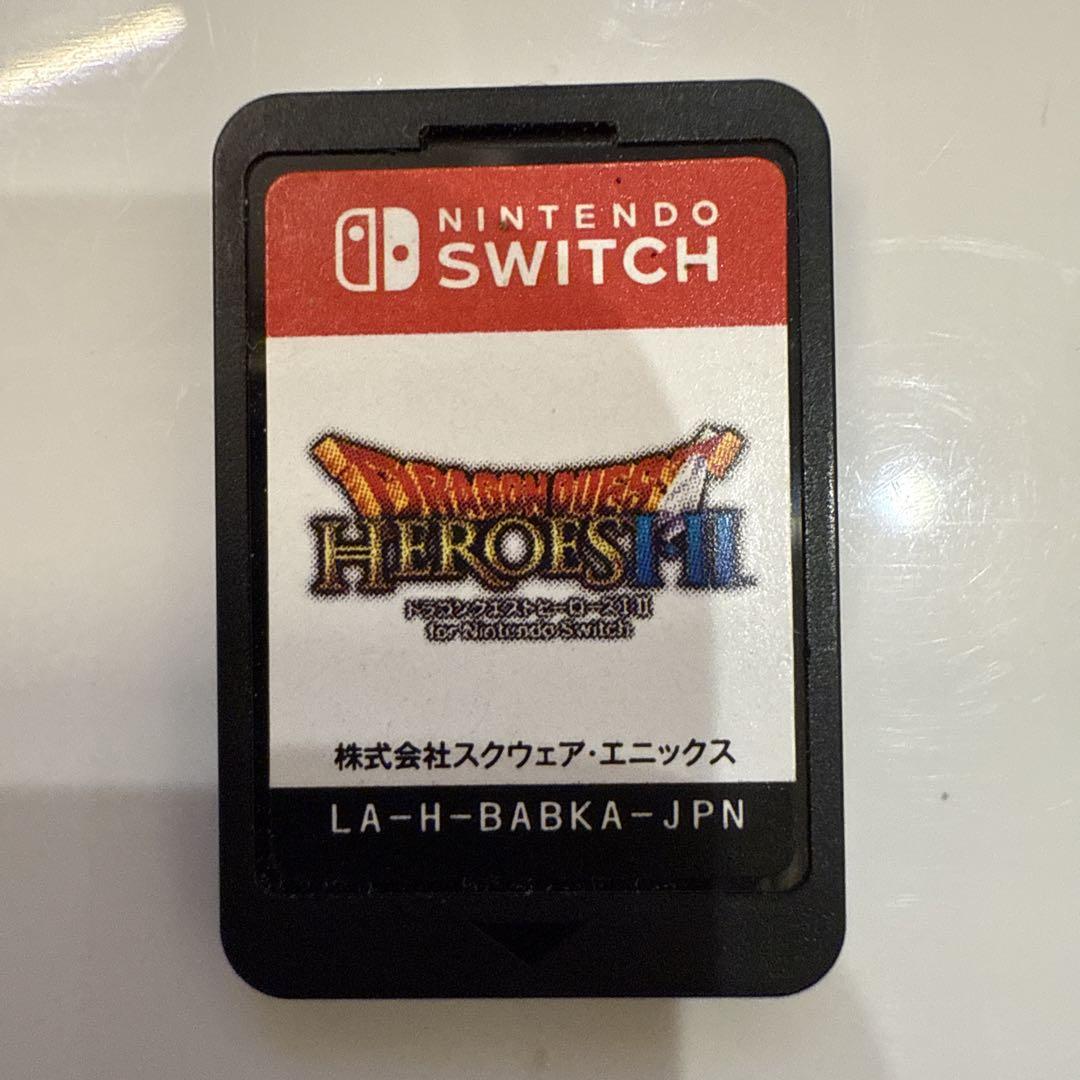 NINTENDO
SWITCH
DRAGON QUEST
HEROES I·II
ドラゴンクエストヒーローズI·II
for Nintendo Switch
株式会社スクウェア・エニックス
LA-H-BABKA-JPN